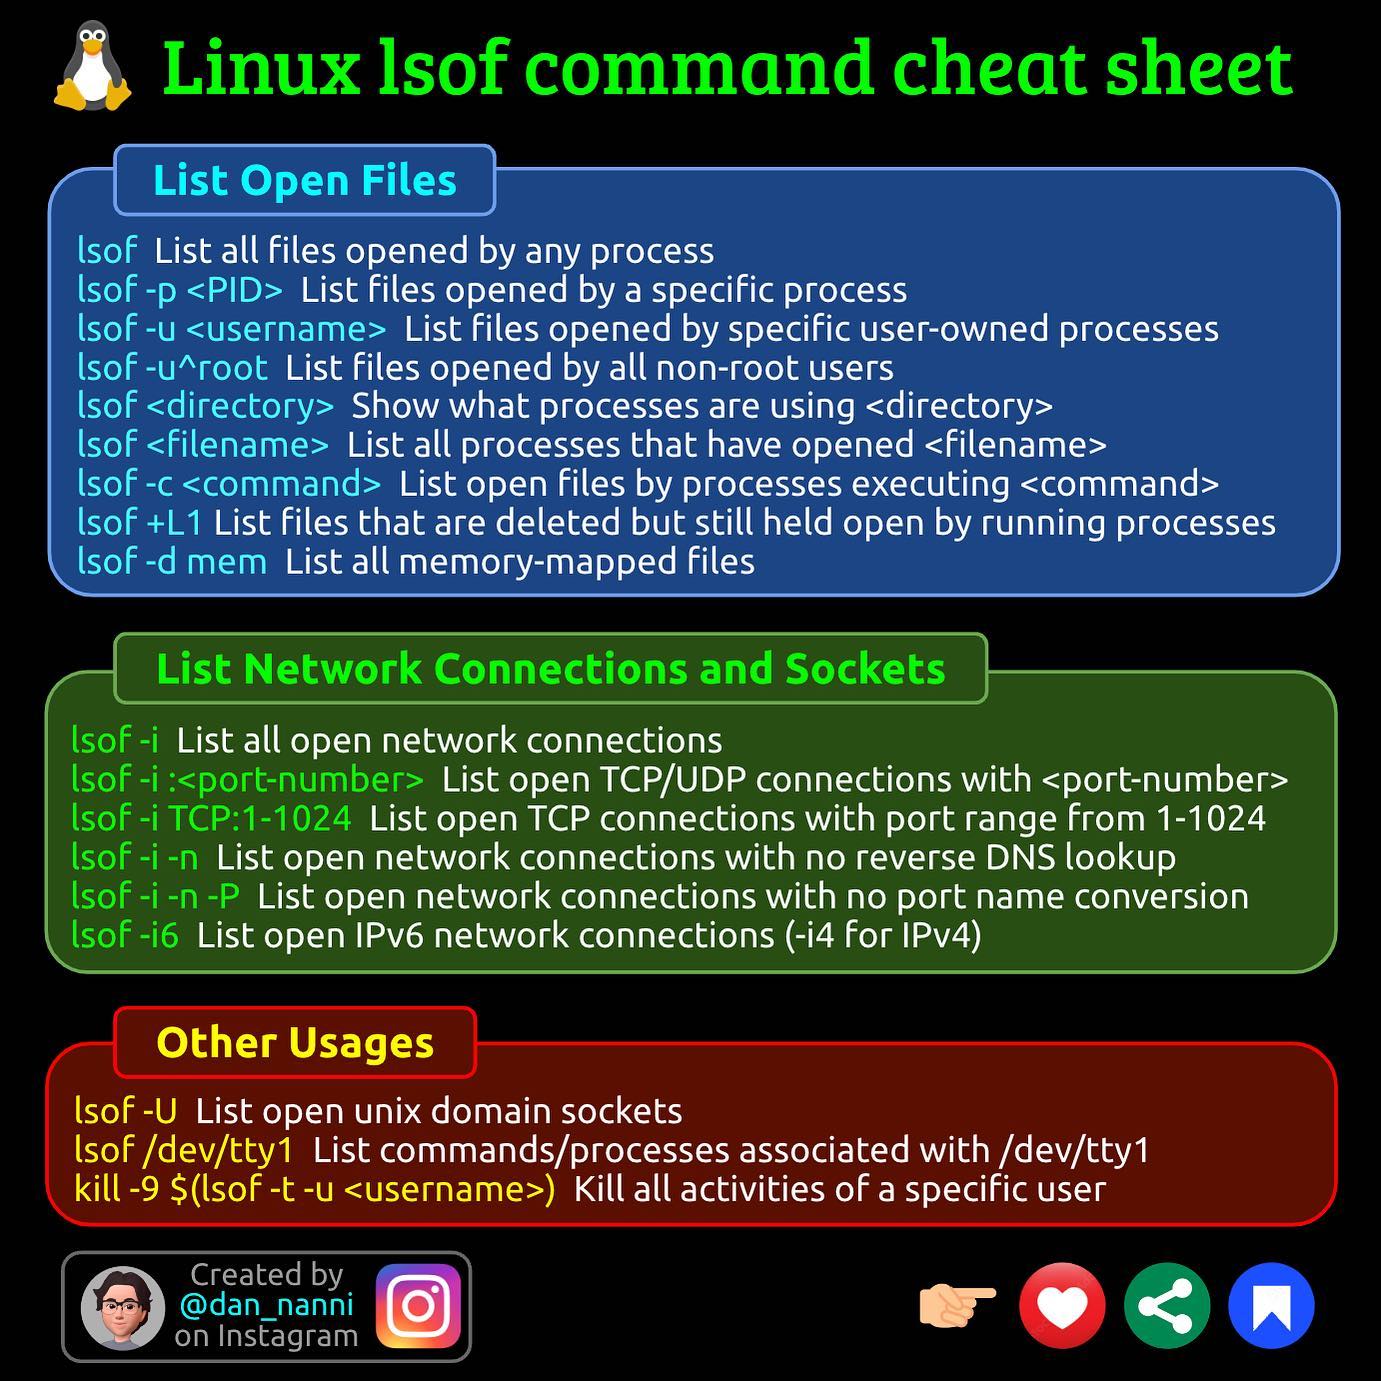 Linux lsof command cheat sheet
List Open Files
lsof List all files opened by any process
lsof -p <PID> List files opened by a specific process
lsof -u <username> List files opened by specific user-owned processes
lsof -u^root List files opened by all non-root users
lsof <directory> Show what processes are using <directory>
lsof <filename> List all processes that have opened <filename>
lsof -c <command> List open files by processes executing <command>
lsof +L1 List files that are deleted but still held open by running processes
lsof -d mem List all memory-mapped files
List Network Connections and Sockets
lsof -i List all open network connections
lsof -i :<port-number> List open TCP/UDP connections with <port-number>
lsof -i TCP:1-1024 List open TCP connections with port range from 1-1024
lsof -i -n List open network connections with no reverse DNS lookup
lsof -i -n -P List open network connections with no port name conversion
lsof -i6 List open IPv6 network connections (-i4 for IPv4)
Other Usages
lsof -U List open unix domain sockets
lsof /dev/tty1 List commands/processes associated with /dev/tty1
kill -9 $(lsof -t -u <username>) Kill all activities of a specific user
Created by
@dan_nanni
on Instagram